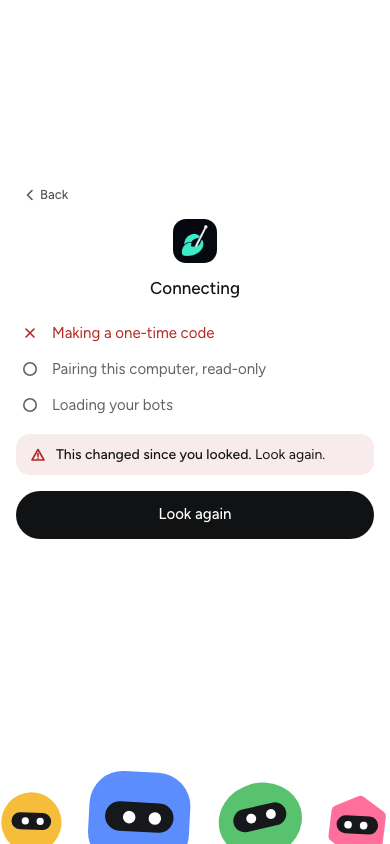 Back
Connecting
Making a one-time code
Pairing this computer, read-only
Loading your bots
This changed since you looked. Look again.
Look again